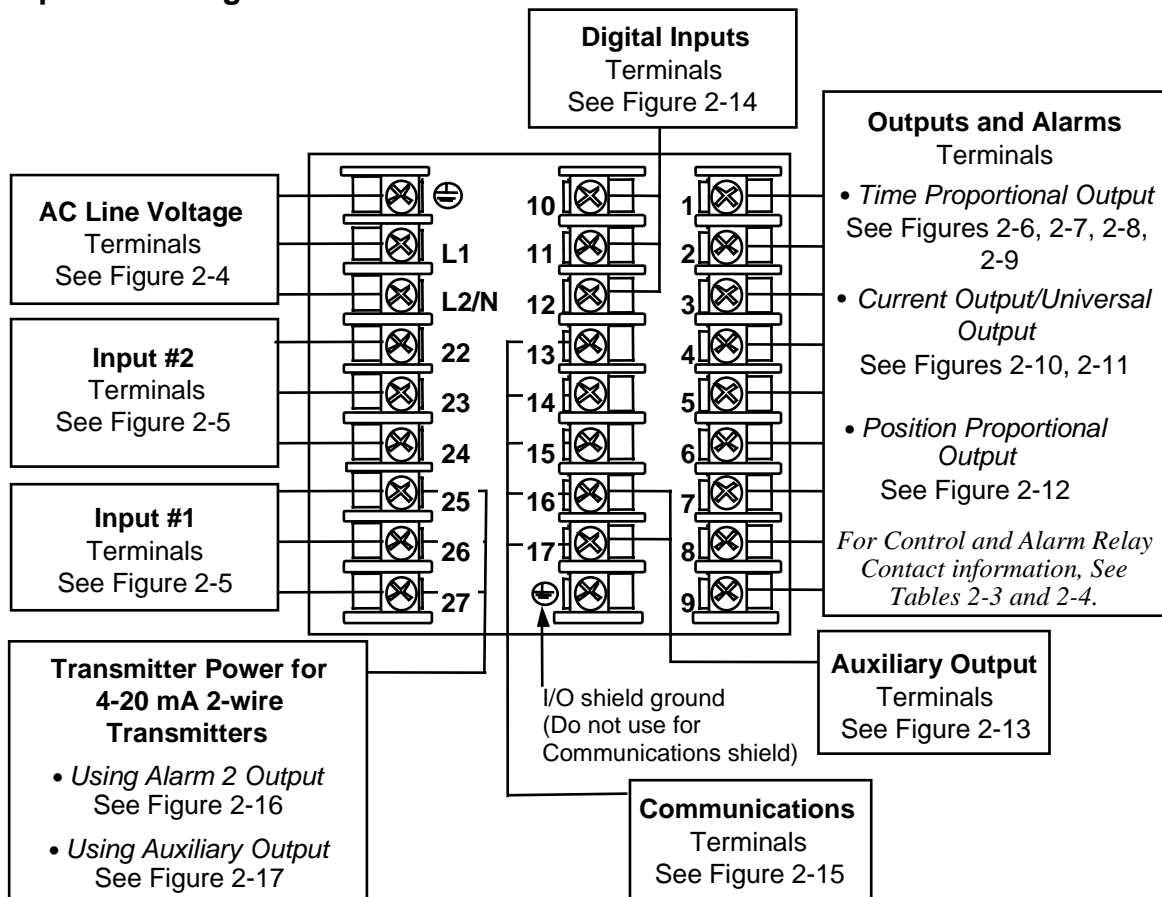 Digital Inputs
Terminals
See Figure 2-14
Outputs and Alarms
Terminals
• Time Proportional Output
See Figures 2-6, 2-7, 2-8,
2-9
• Current Output/Universal
Output
See Figures 2-10, 2-11
• Position Proportional
Output
See Figure 2-12
For Control and Alarm Relay
Contact information, See
Tables 2-3 and 2-4.
AC Line Voltage
Terminals
See Figure 2-4
Input #2
Terminals
See Figure 2-5
Input #1
Terminals
See Figure 2-5
L1
L2/N
22
23
24
25
26
27
10
11
12
13
14
15
16
17
1
2
3
4
5
6
7
8
9
Transmitter Power for
4-20 mA 2-wire
Transmitters
• Using Alarm 2 Output
See Figure 2-16
• Using Auxiliary Output
See Figure 2-17
I/O shield ground
(Do not use for
Communications shield)
Auxiliary Output
Terminals
See Figure 2-13
Communications
Terminals
See Figure 2-15